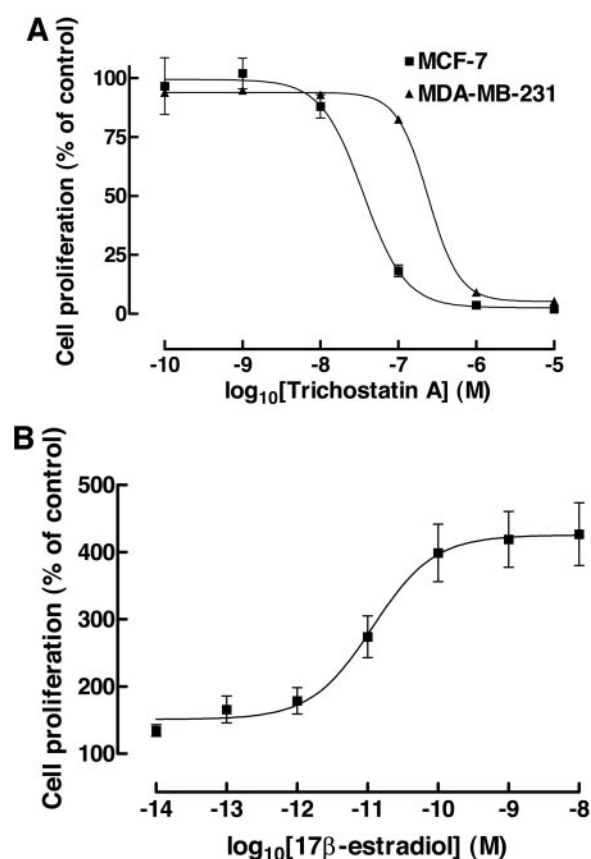 A
MCF-7
MDA-MB-231
Cell proliferation (% of control)
100
75
50
25
0
-10 -9 -8 -7 -6 -5
log10[Trichostatin A] (M)
B
Cell proliferation (% of control)
500
400
300
200
100
-14 -13 -12 -11 -10 -9 -8
log10[17β-estradiol] (M)